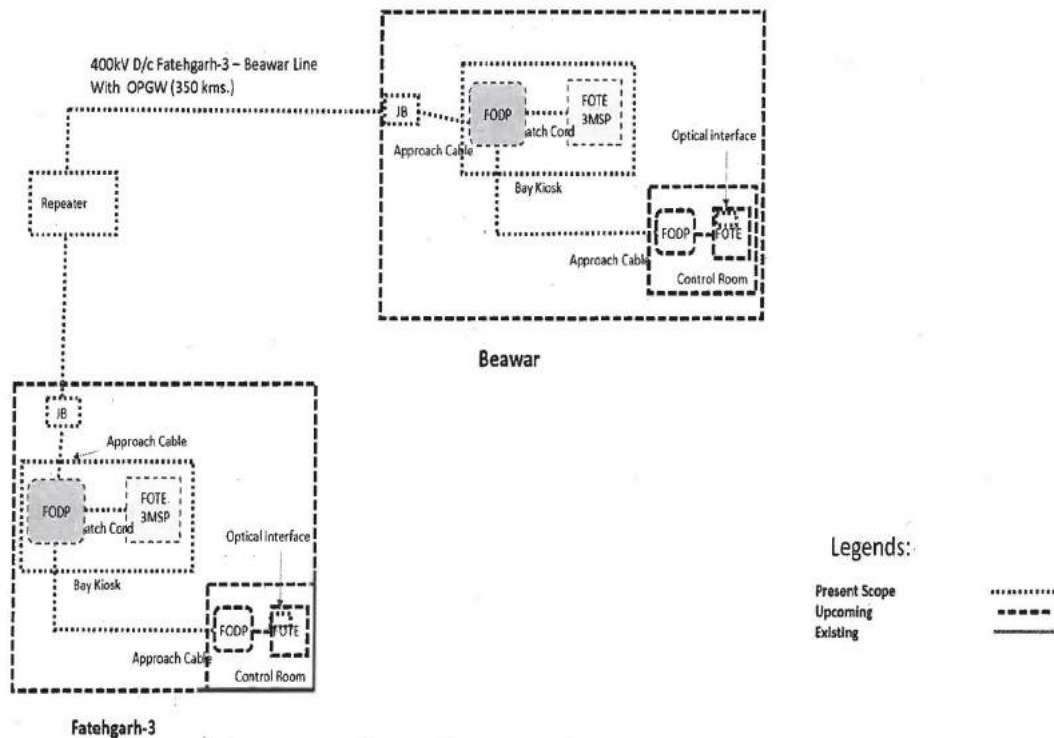 400kV D/c Fatehgarh-3 – Beawar Line
With OPGW (350 kms.)
JB
FODP
FOTE
3MSP
atch Cord
Approach Cable
Bay Kiosk
Optical interface
FODP
FOTE
Approach Cable
Control Room
Repeater
Beawar
JB
Approach Cable
FODP
FOTE
3MSP
atch Cord
Bay Kiosk
Optical interface
FODP
FOTE
Approach Cable
Control Room
Fatehgarh-3
Legends:
Present Scope
Upcoming
Existing